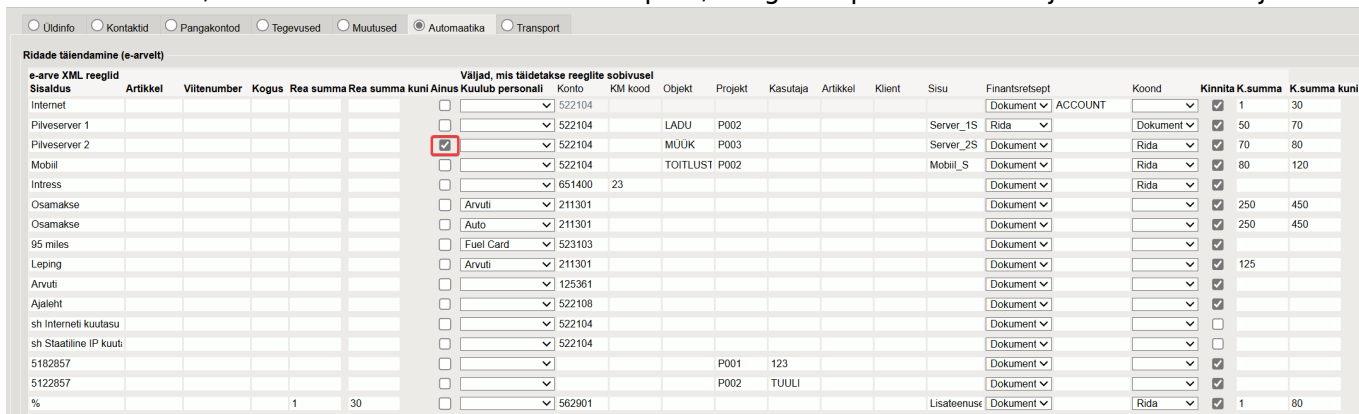 Üldinfo Kontaktid Pangakontod Tegevused Muutused Automaatika Transport
Ridade täiendamine (e-arvelt)
e-arve XML reeglid Väljad, mis täidetakse reeglite sobivusel
Sisaldus Artikkel Viitenumber Kogus Rea summa Rea summa kuni Ainus Kuulub personali Konto KM kood Objekt Projekt Kasutaja Artikkel Klient Sisu Finantsretsept Koond Kinnita K.summa K.summa kuni
Internet 522104 Dokument ACCOUNT 1 30
Pilveserver 1 522104 LADU P002 Server_1S Rida Dokument 50 70
Pilveserver 2 522104 MÜÜK P003 Server_2S Dokument Rida 70 80
Mobiil 522104 TOITLUST P002 Mobiil_S Dokument Rida 80 120
Intress 651400 23 Dokument Rida
Osamakse Arvuti 211301 Dokument 250 450
Osamakse Auto 211301 Dokument 250 450
95 miles Fuel Card 523103 Dokument
Leping Arvuti 211301 Dokument 125
Arvuti 125361 Dokument
Ajaleht 522108 Dokument
sh Interneti kuutasu 522104 Dokument
sh Staatiline IP kuuta 522104 Dokument
5182857 P001 123 Dokument
5122857 P002 TUULI Dokument
% 1 30 562901 Lisateenuse Dokument Rida 1 80